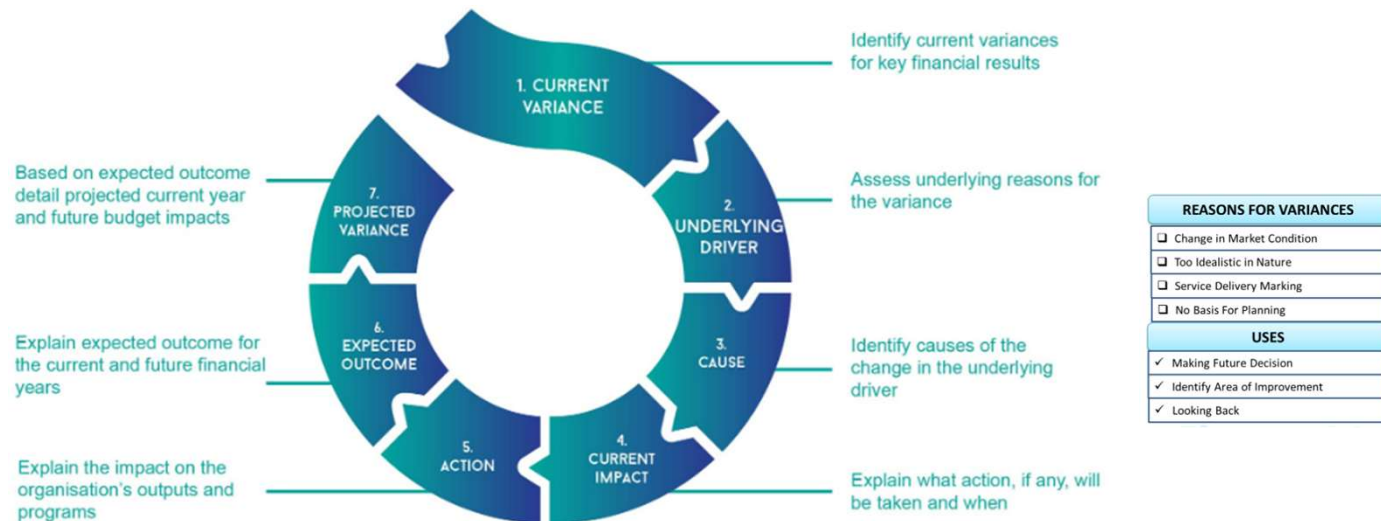 1. CURRENT
VARIANCE
Identify current variances
for key financial results
2.
UNDERLYING
DRIVER
Assess underlying reasons for
the variance
3.
CAUSE
Identify causes of the
change in the underlying
driver
4.
CURRENT
IMPACT
Explain what action, if any, will
be taken and when
5.
ACTION
Explain the impact on the
organisation's outputs and
programs
6.
EXPECTED
OUTCOME
Explain expected outcome for
the current and future financial
years
7.
PROJECTED
VARIANCE
Based on expected outcome
detail projected current year
and future budget impacts
REASONS FOR VARIANCES
❑ Change in Market Condition
❑ Too Idealistic in Nature
❑ Service Delivery Marking
❑ No Basis For Planning
USES
✓ Making Future Decision
✓ Identify Area of Improvement
✓ Looking Back